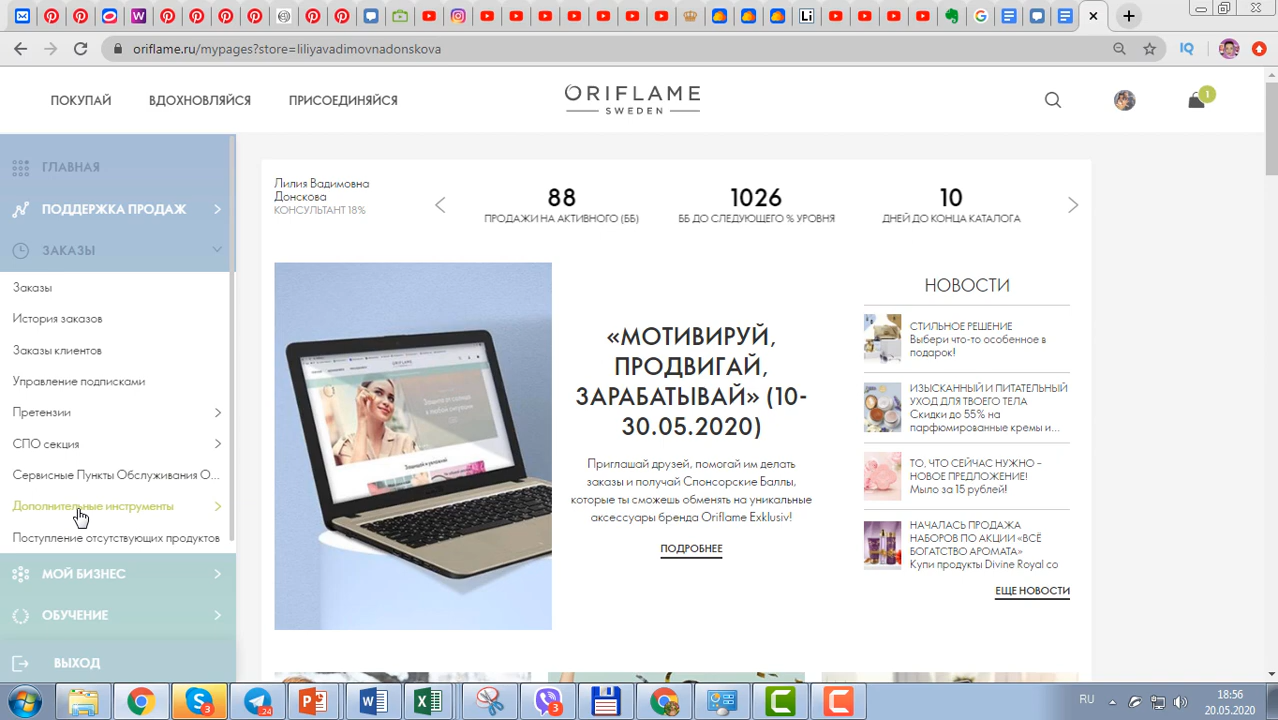 W
Li
IQ
oriflame.ru/mypages?store=liliyavadimovnadonskova
ПОКУПАЙ
ВДОХНОВЛЯЙСЯ
ПРИСОЕДИНЯЙСЯ
ORIFLAME
SWEDEN
1
ГЛАВНАЯ
ПОДДЕРЖКА ПРОДАЖ
ЗАКАЗЫ
Заказы
История заказов
Заказы клиентов
Управление подписками
Претензии
СПО секция
Сервисные Пункты Обслуживания О...
Дополнительные инструменты
Поступление отсутствующих продуктов
МОЙ БИЗНЕС
ОБУЧЕНИЕ
ВЫХОД
Лилия Вадимовна
Донскова
КОНСУЛЬТАНТ 18%
88
ПРОДАЖИ НА АКТИВНОГО (ББ)
1026
ББ ДО СЛЕДУЮЩЕГО % УРОВНЯ
10
ДНЕЙ ДО КОНЦА КАТАЛОГА
«МОТИВИРУЙ,
ПРОДВИГАЙ,
ЗАРАБАТЫВАЙ» (10-
30.05.2020)
Приглашай друзей, помогай им делать
заказы и получай Спонсорские Баллы,
которые ты сможешь обменять на уникальные
аксессуары бренда Oriflame Exklusiv!
ПОДРОБНЕЕ
НОВОСТИ
СТИЛЬНОЕ РЕШЕНИЕ
Выбери что-то особенное в
подарок!
ИЗЫСКАННЫЙ И ПИТАТЕЛЬНЫЙ
УХОД ДЛЯ ТВОЕГО ТЕЛА
Скидки до 55% на
парфюмированные кремы и...
ТО, ЧТО СЕЙЧАС НУЖНО –
НОВОЕ ПРЕДЛОЖЕНИЕ!
Мыло за 15 рублей!
НАЧАЛАСЬ ПРОДАЖА
НАБОРОВ ПО АКЦИИ «ВСЁ
БОГАТСТВО АРОМАТА»
Купи продукты Divine Royal со
ЕЩЕ НОВОСТИ
3
24
3
RU
18:56
20.05.2020